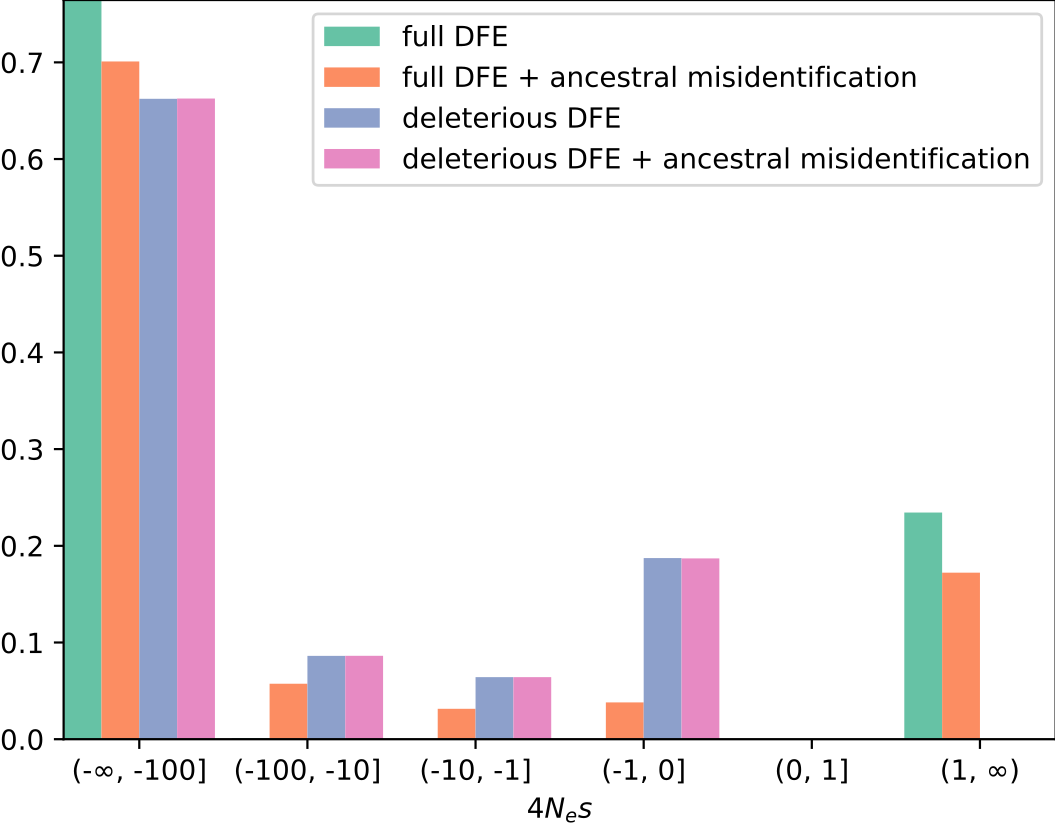 full DFE
full DFE + ancestral misidentification
deleterious DFE
deleterious DFE + ancestral misidentification
0.7
0.6
0.5
0.4
0.3
0.2
0.1
0.0
(-∞, -100] (-100, -10] (-10, -1] (-1, 0] (0, 1] (1, ∞)
4Nₑs